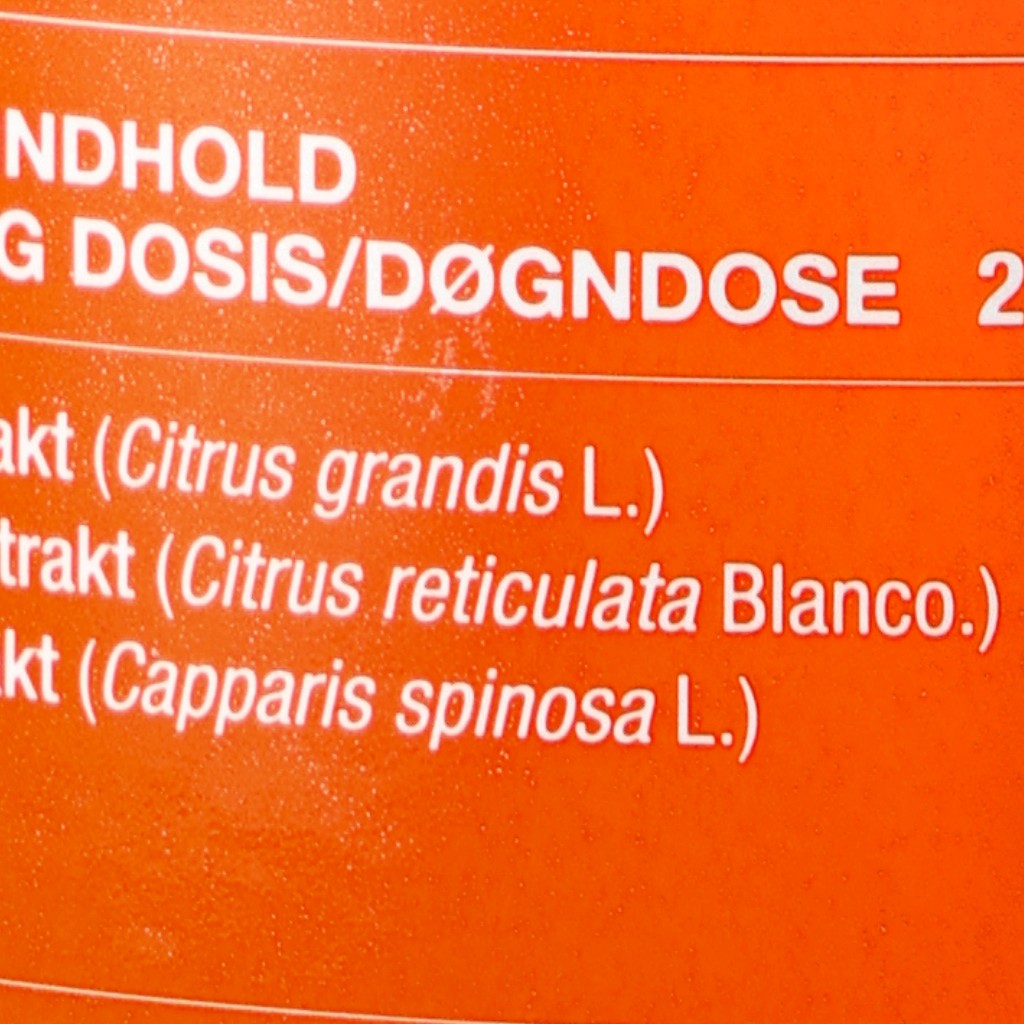 NDHOLD
G DOSIS/DØGNDOSE 2
akt (Citrus grandis L.)
trakt (Citrus reticulata Blanco.)
kt (Capparis spinosa L.)